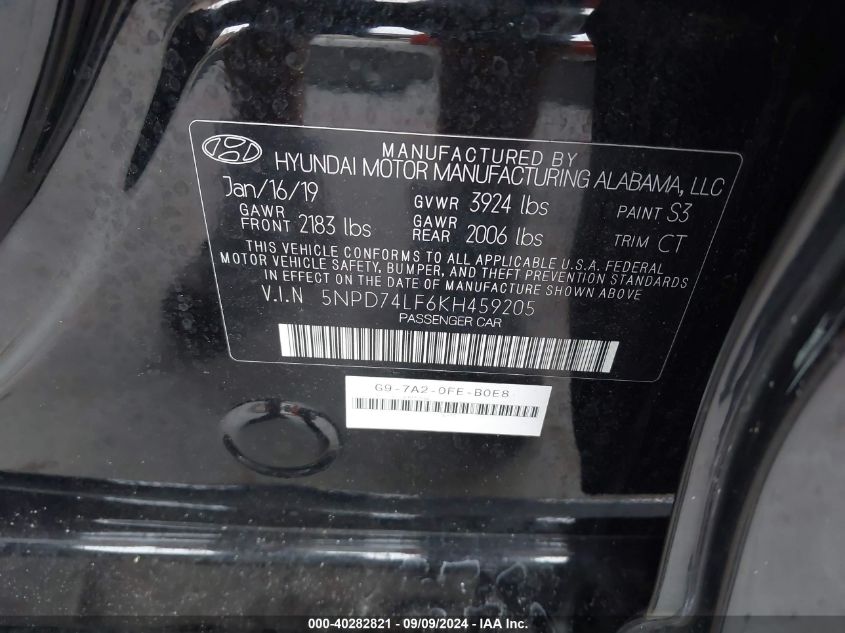 MANUFACTURED BY
HYUNDAI MOTOR MANUFACTURING ALABAMA, LLC
Jan/16/19 GVWR 3924 lbs PAINT S3
GAWR FRONT 2183 lbs GAWR REAR 2006 lbs TRIM CT
THIS VEHICLE CONFORMS TO ALL APPLICABLE U.S.A. FEDERAL
MOTOR VEHICLE SAFETY, BUMPER, AND THEFT PREVENTION STANDARDS
IN EFFECT ON THE DATE OF MANUFACTURE SHOWN ABOVE
V.I.N 5NPD74LF6KH459205
PASSENGER CAR
G9-7A2-0FE-B0E8
000-40282821 / 09/09/2024 - IAA Inc.